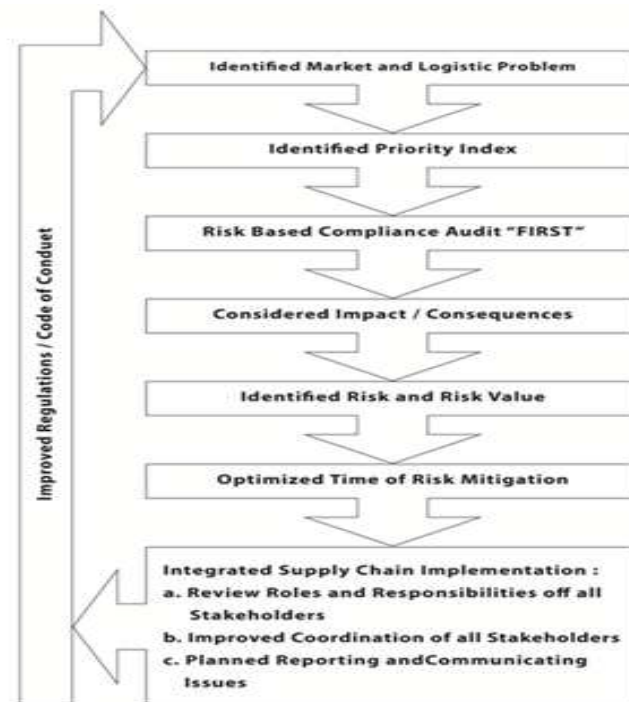 Identified Market and Logistic Problem
Identified Priority Index
Risk Based Compliance Audit "FIRST"
Considered Impact / Consequences
Identified Risk and Risk Value
Optimized Time of Risk Mitigation
Integrated Supply Chain Implementation :
a. Review Roles and Responsibilities off all
Stakeholders
b. Improved Coordination of all Stakeholders
c. Planned Reporting andCommunicating
Issues
Improved Regulations / Code of Conduet